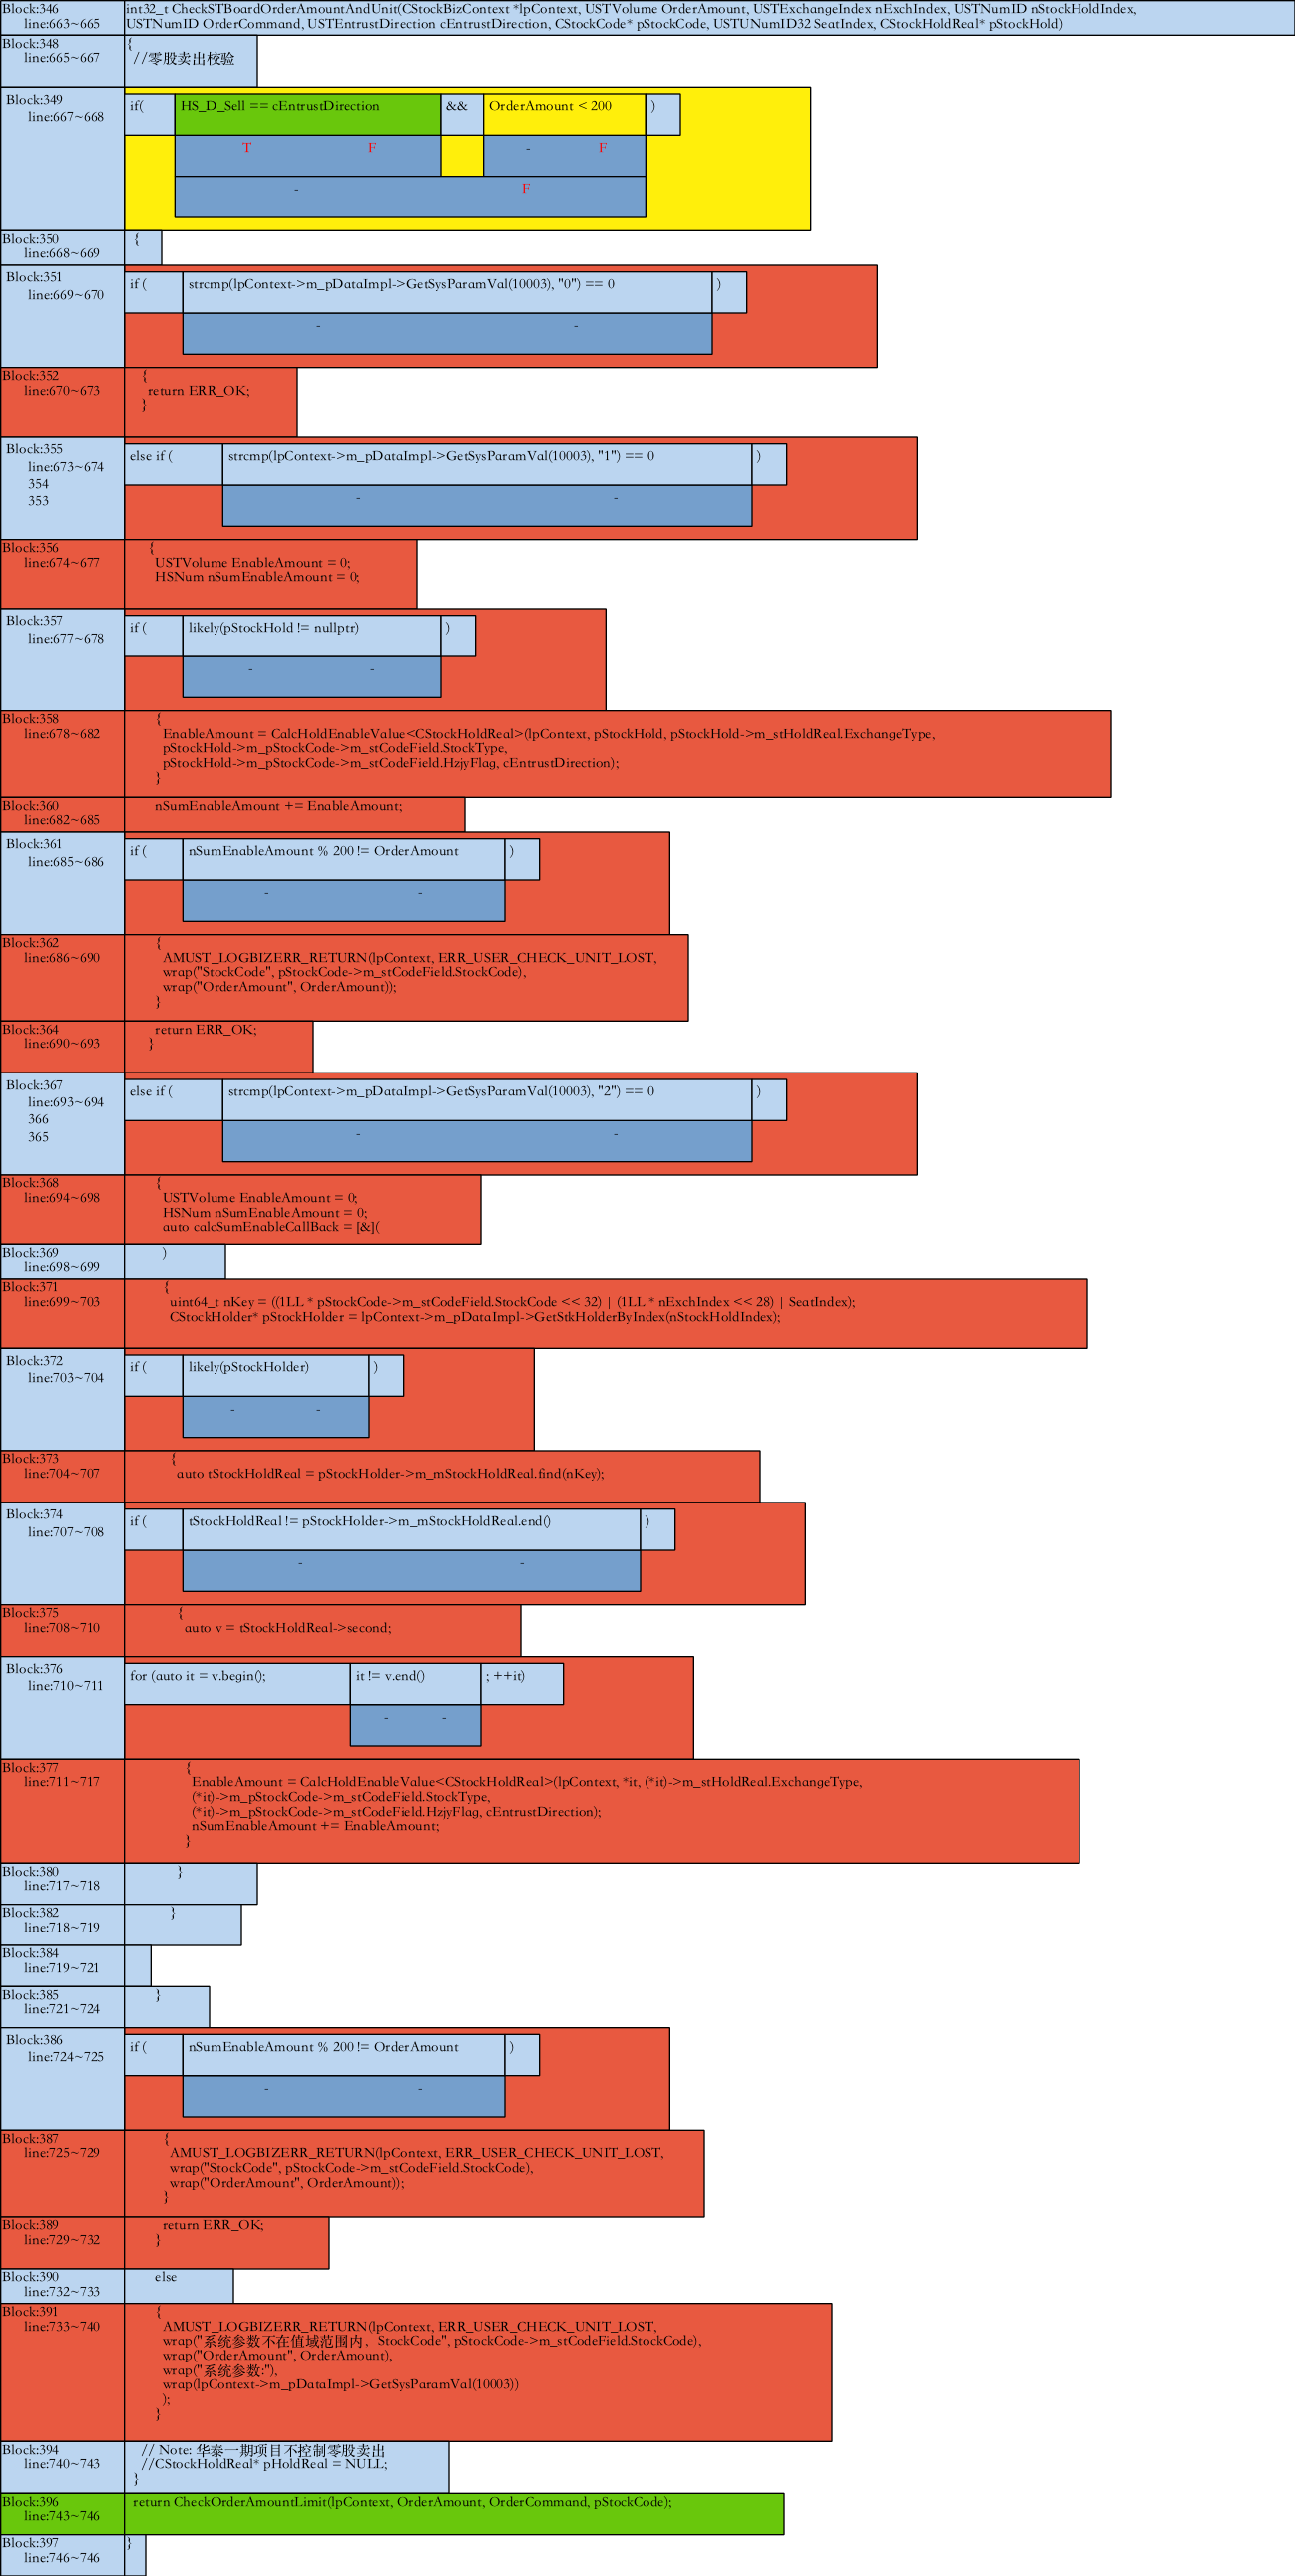 Block:346
line:663~665
int32_t CheckSTBoardOrderAmountAndUnit(CStockBizContext *lpContext, USTVolume OrderAmount, USTExchangeIndex nExchIndex, USTNumID nStockHoldIndex,
USTNumID OrderCommand, USTEntrustDirection cEntrustDirection, CStockCode* pStockCode, USTUNumID32 SeatIndex, CStockHoldReal* pStockHold)
Block:348
line:665~667
{
//零股卖出校验
Block:349
line:667~668
if( HS_D_Sell == cEntrustDirection && OrderAmount < 200 )
T F - F
- F
Block:350
line:668~669
{
Block:351
line:669~670
if ( strcmp(lpContext->m_pDataImpl->GetSysParamVal(10003), "0") == 0 )
- -
Block:352
line:670~673
{
return ERR_OK;
}
Block:355
line:673~674
354
353
else if ( strcmp(lpContext->m_pDataImpl->GetSysParamVal(10003), "1") == 0 )
- -
Block:356
line:674~677
{
USTVolume EnableAmount = 0;
HSNum nSumEnableAmount = 0;
Block:357
line:677~678
if ( likely(pStockHold != nullptr) )
- -
Block:358
line:678~682
{
EnableAmount = CalcHoldEnableValue<CStockHoldReal>(lpContext, pStockHold, pStockHold->m_stHoldReal.ExchangeType,
pStockHold->m_pStockCode->m_stCodeField.StockType,
pStockHold->m_pStockCode->m_stCodeField.HzjyFlag, cEntrustDirection);
}
Block:360
line:682~685
nSumEnableAmount += EnableAmount;
Block:361
line:685~686
if ( nSumEnableAmount % 200 != OrderAmount )
- -
Block:362
line:686~690
{
AMUST_LOGBIZERR_RETURN(lpContext, ERR_USER_CHECK_UNIT_LOST,
wrap("StockCode", pStockCode->m_stCodeField.StockCode),
wrap("OrderAmount", OrderAmount));
}
Block:364
line:690~693
return ERR_OK;
}
Block:367
line:693~694
366
365
else if ( strcmp(lpContext->m_pDataImpl->GetSysParamVal(10003), "2") == 0 )
- -
Block:368
line:694~698
{
USTVolume EnableAmount = 0;
HSNum nSumEnableAmount = 0;
auto calcSumEnableCallBack = [&](
Block:369
line:698~699
)
Block:371
line:699~703
{
uint64_t nKey = ((1LL * pStockCode->m_stCodeField.StockCode << 32) | (1LL * nExchIndex << 28) | SeatIndex);
CStockHolder* pStockHolder = lpContext->m_pDataImpl->GetStkHolderByIndex(nStockHoldIndex);
Block:372
line:703~704
if ( likely(pStockHolder) )
- -
Block:373
line:704~707
{
auto tStockHoldReal = pStockHolder->m_mStockHoldReal.find(nKey);
Block:374
line:707~708
if ( tStockHoldReal != pStockHolder->m_mStockHoldReal.end() )
- -
Block:375
line:708~710
{
auto v = tStockHoldReal->second;
Block:376
line:710~711
for (auto it = v.begin(); it != v.end() ; ++it)
- -
Block:377
line:711~717
{
EnableAmount = CalcHoldEnableValue<CStockHoldReal>(lpContext, *it, (*it)->m_stHoldReal.ExchangeType,
(*it)->m_pStockCode->m_stCodeField.StockType,
(*it)->m_pStockCode->m_stCodeField.HzjyFlag, cEntrustDirection);
nSumEnableAmount += EnableAmount;
}
Block:380
line:717~718
}
Block:382
line:718~719
}
Block:384
line:719~721
Block:385
line:721~724
}
Block:386
line:724~725
if ( nSumEnableAmount % 200 != OrderAmount )
- -
Block:387
line:725~729
{
AMUST_LOGBIZERR_RETURN(lpContext, ERR_USER_CHECK_UNIT_LOST,
wrap("StockCode", pStockCode->m_stCodeField.StockCode),
wrap("OrderAmount", OrderAmount));
}
Block:389
line:729~732
return ERR_OK;
}
Block:390
line:732~733
else
Block:391
line:733~740
{
AMUST_LOGBIZERR_RETURN(lpContext, ERR_USER_CHECK_UNIT_LOST,
wrap("系统参数不在值域范围内，StockCode", pStockCode->m_stCodeField.StockCode),
wrap("OrderAmount", OrderAmount),
wrap("系统参数:"),
wrap(lpContext->m_pDataImpl->GetSysParamVal(10003))
);
}
Block:394
line:740~743
// Note: 华泰一期项目不控制零股卖出
//CStockHoldReal* pHoldReal = NULL;
}
Block:396
line:743~746
return CheckOrderAmountLimit(lpContext, OrderAmount, OrderCommand, pStockCode);
Block:397
line:746~746
}